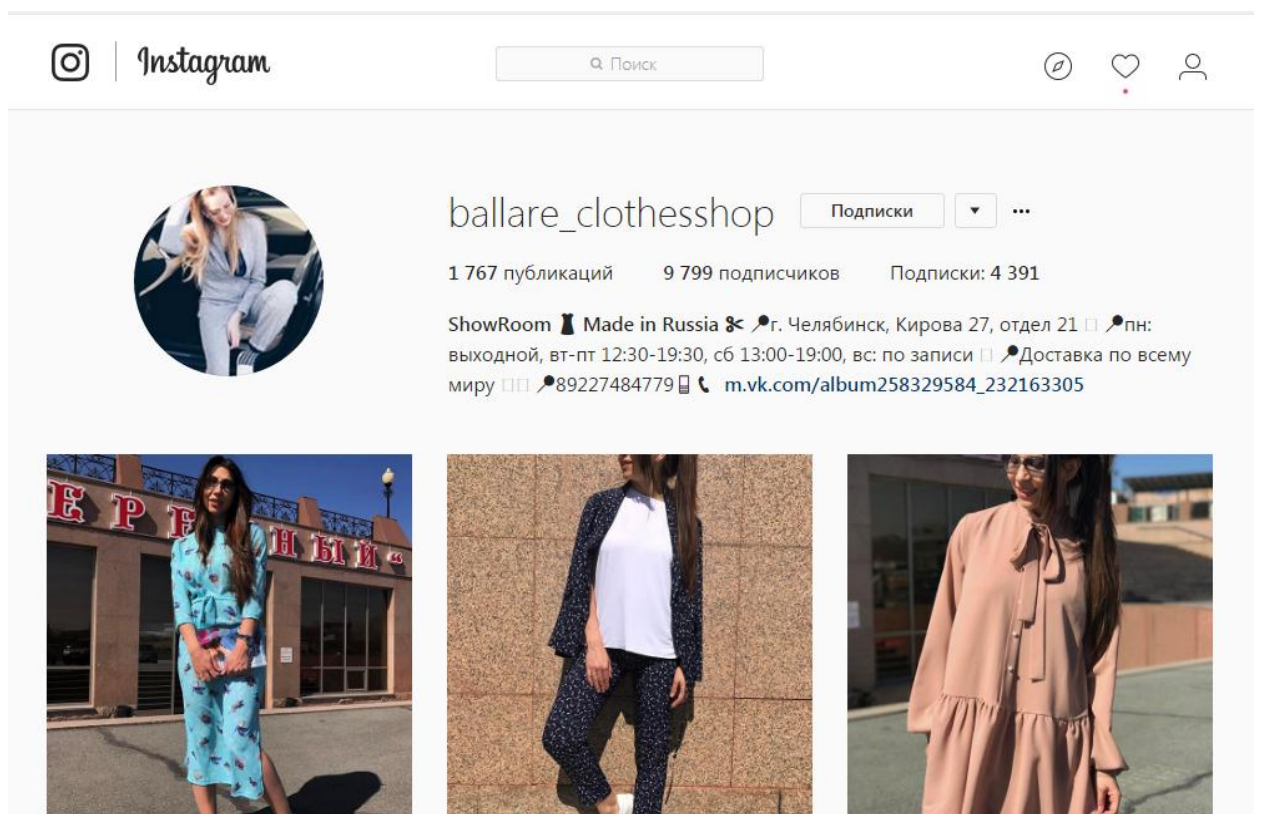 Instagram
Поиск
ballare_clothesshop Подписки ▼ •••
1 767 публикаций 9 799 подписчиков Подписки: 4 391
ShowRoom Made in Russia ✂ г. Челябинск, Кирова 27, отдел 21 □ пн:
выходной, вт-пт 12:30-19:30, сб 13:00-19:00, вс: по записи □ Доставка по всему
миру □□ 89227484779 m.vk.com/album258329584_232163305